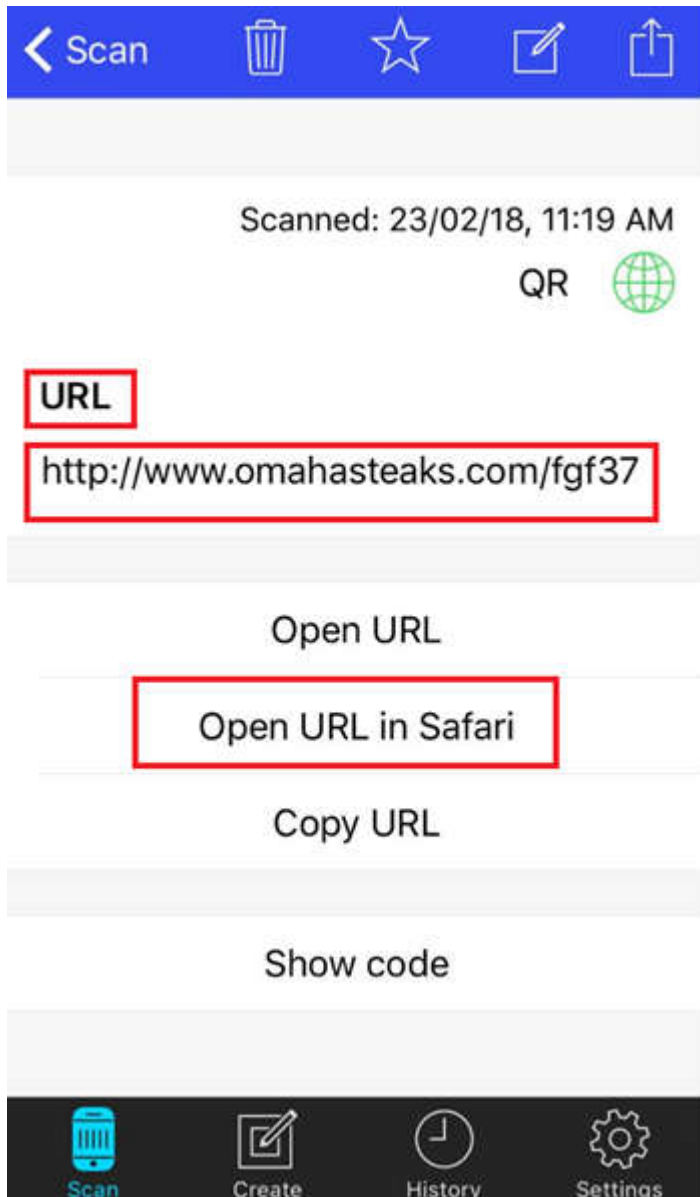 Scan
Scanned: 23/02/18, 11:19 AM
QR
URL
http://www.omahasteaks.com/fgf37
Open URL
Open URL in Safari
Copy URL
Show code
Scan Create History Settings